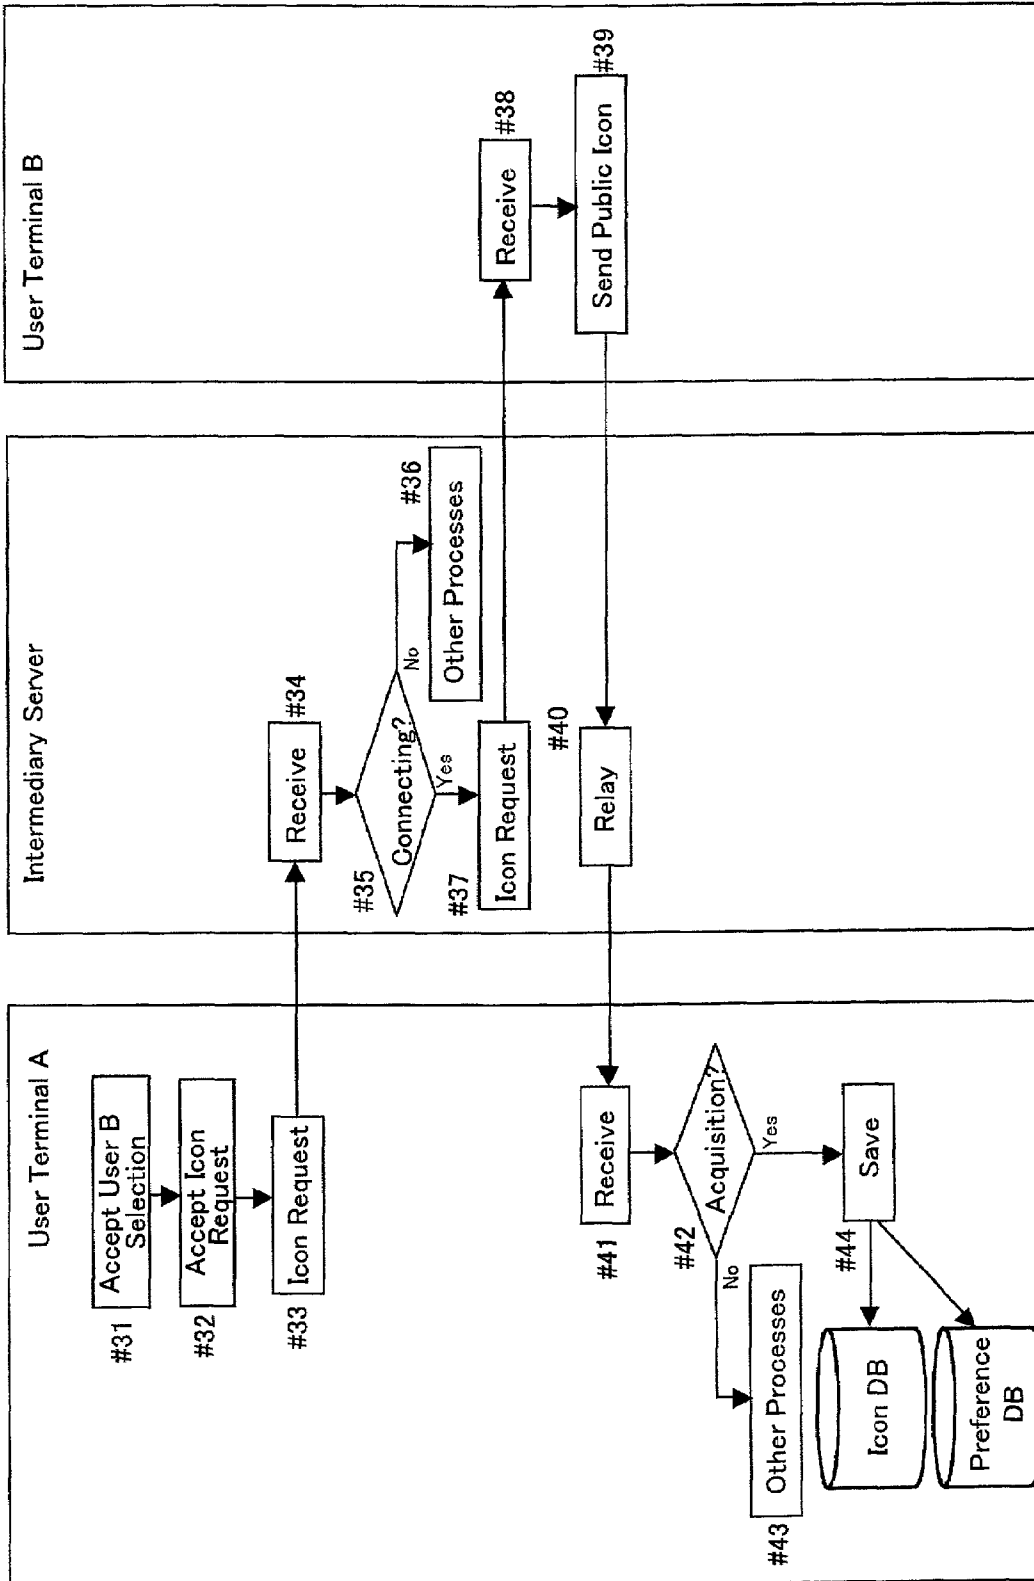 User Terminal A
#31
Accept User B
Selection
#32
Accept Icon
Request
#33
Icon Request
#41
Receive
#42
Acquisition?
No
Yes
#43
Other Processes
#44
Save
Icon DB
Preference
DB
Intermediary Server
Receive
#34
#35
Connecting?
No
Yes
#36
Other Processes
#37
Icon Request
#40
Relay
User Terminal B
Receive
#38
Send Public Icon
#39